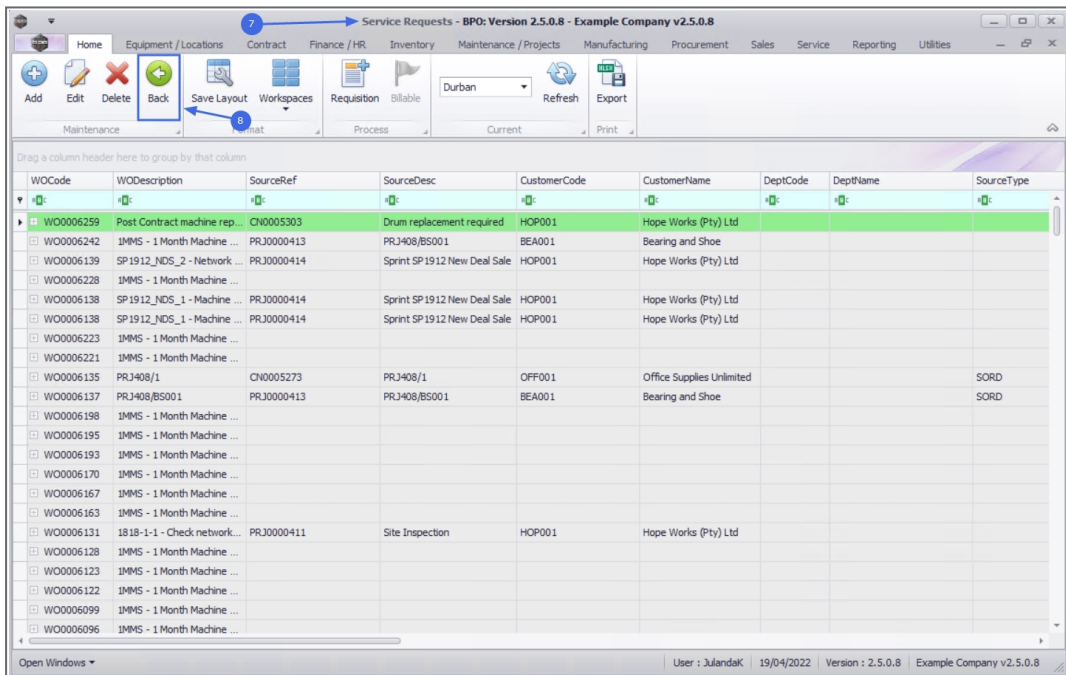 7
Service Requests - BPO: Version 2.5.0.8 - Example Company v2.5.0.8
Home Equipment / Locations Contract Finance / HR Inventory Maintenance / Projects Manufacturing Procurement Sales Service Reporting Utilities
Add Edit Delete Back Save Layout Workspaces Requisition Billable Durban Refresh Export
8
Maintenance Format Process Current Print
Drag a column header here to group by that column
WOCode WODescription SourceRef SourceDesc CustomerCode CustomerName DeptCode DeptName SourceType
WO0006259 Post Contract machine rep... CN0005303 Drum replacement required HOP001 Hope Works (Pty) Ltd
WO0006242 1MMS - 1 Month Machine ... PRJ0000413 PRJ408/BS001 BEA001 Bearing and Shoe
WO0006139 SP1912_NDS_2 - Network ... PRJ0000414 Sprint SP1912 New Deal Sale HOP001 Hope Works (Pty) Ltd
WO0006228 1MMS - 1 Month Machine ...
WO0006138 SP1912_NDS_1 - Machine ... PRJ0000414 Sprint SP1912 New Deal Sale HOP001 Hope Works (Pty) Ltd
WO0006138 SP1912_NDS_1 - Machine ... PRJ0000414 Sprint SP1912 New Deal Sale HOP001 Hope Works (Pty) Ltd
WO0006223 1MMS - 1 Month Machine ...
WO0006221 1MMS - 1 Month Machine ...
WO0006135 PRJ408/1 CN0005273 PRJ408/1 OFF001 Office Supplies Unlimited SORD
WO0006137 PRJ408/BS001 PRJ0000413 PRJ408/BS001 BEA001 Bearing and Shoe SORD
WO0006198 1MMS - 1 Month Machine ...
WO0006195 1MMS - 1 Month Machine ...
WO0006193 1MMS - 1 Month Machine ...
WO0006170 1MMS - 1 Month Machine ...
WO0006167 1MMS - 1 Month Machine ...
WO0006163 1MMS - 1 Month Machine ...
WO0006131 1818-1-1 - Check network... PRJ0000411 Site Inspection HOP001 Hope Works (Pty) Ltd
WO0006128 1MMS - 1 Month Machine ...
WO0006123 1MMS - 1 Month Machine ...
WO0006122 1MMS - 1 Month Machine ...
WO0006099 1MMS - 1 Month Machine ...
WO0006096 1MMS - 1 Month Machine ...
Open Windows User : JulandaK 19/04/2022 Version : 2.5.0.8 Example Company v2.5.0.8